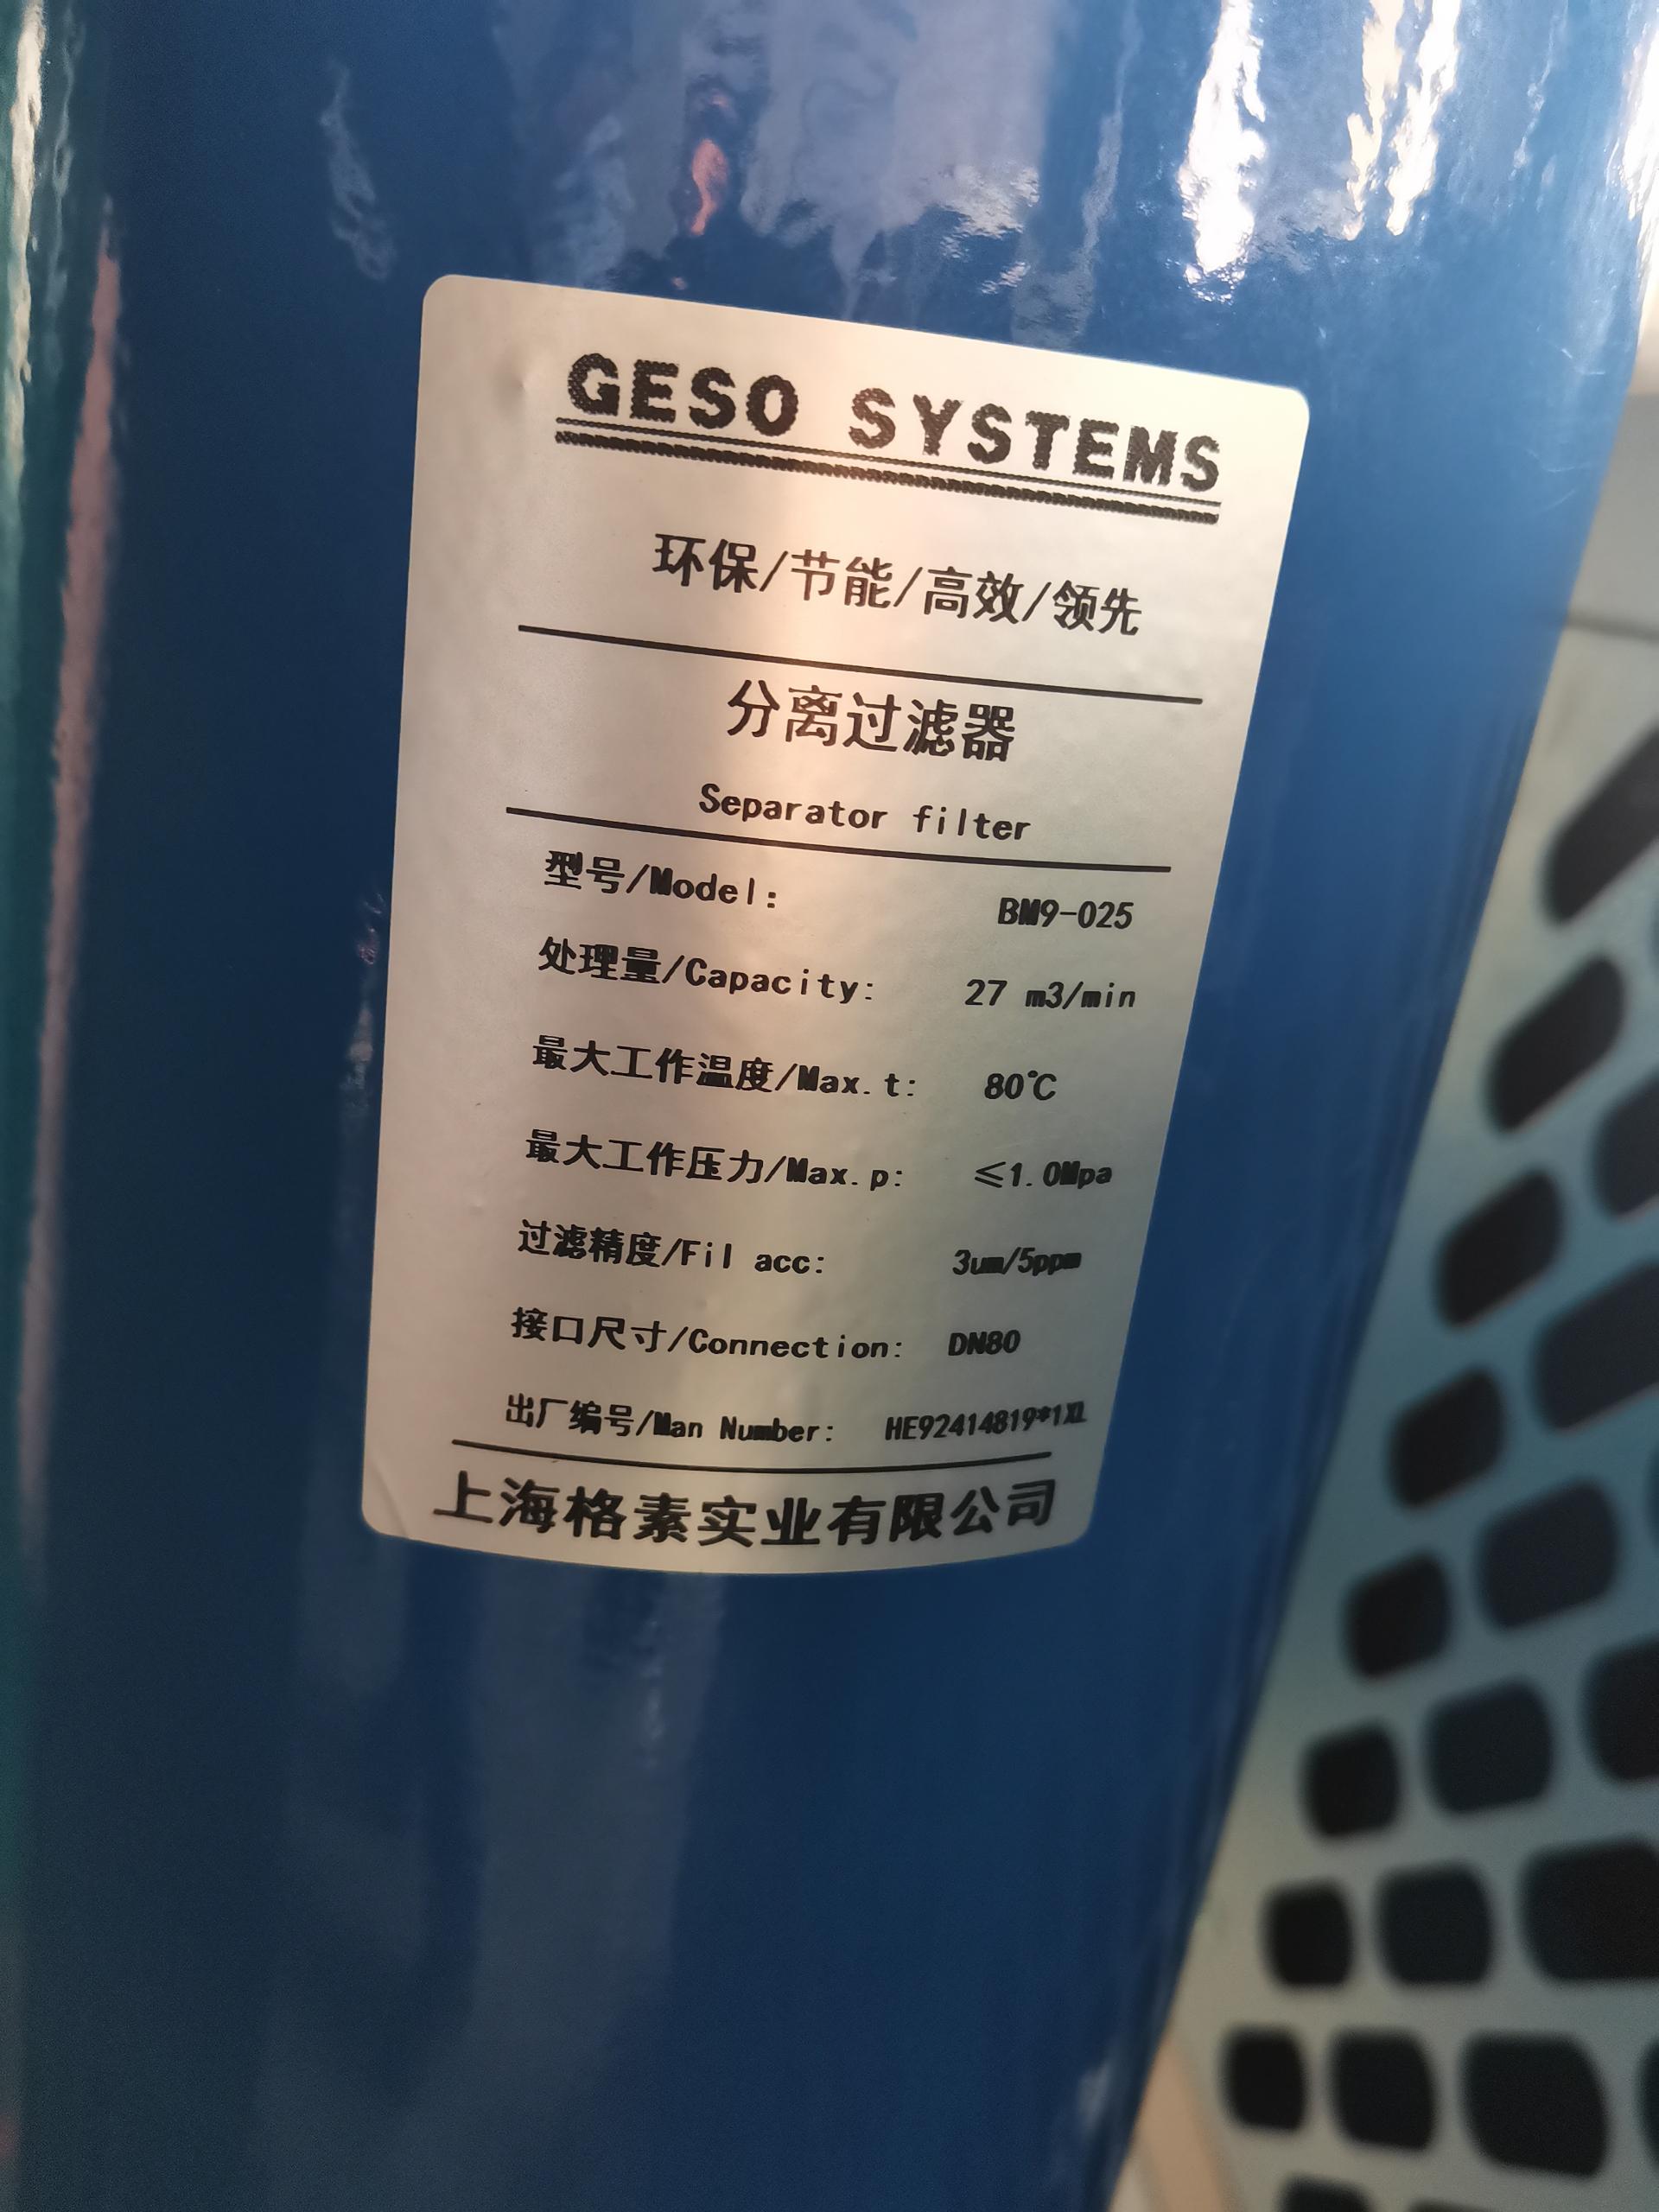 GESO SYSTEMS
环保/节能/高效/领先
分离过滤器
Separator filter
型号/Model: BM9-025
处理量/Capacity: 27 m3/min
最大工作温度/Max.t: 80℃
最大工作压力/Max.p: ≤1.0Mpa
过滤精度/Fil acc: 3um/5ppm
接口尺寸/Connection: DN80
出厂编号/Man Number: HE92414819*1XL
上海格素实业有限公司